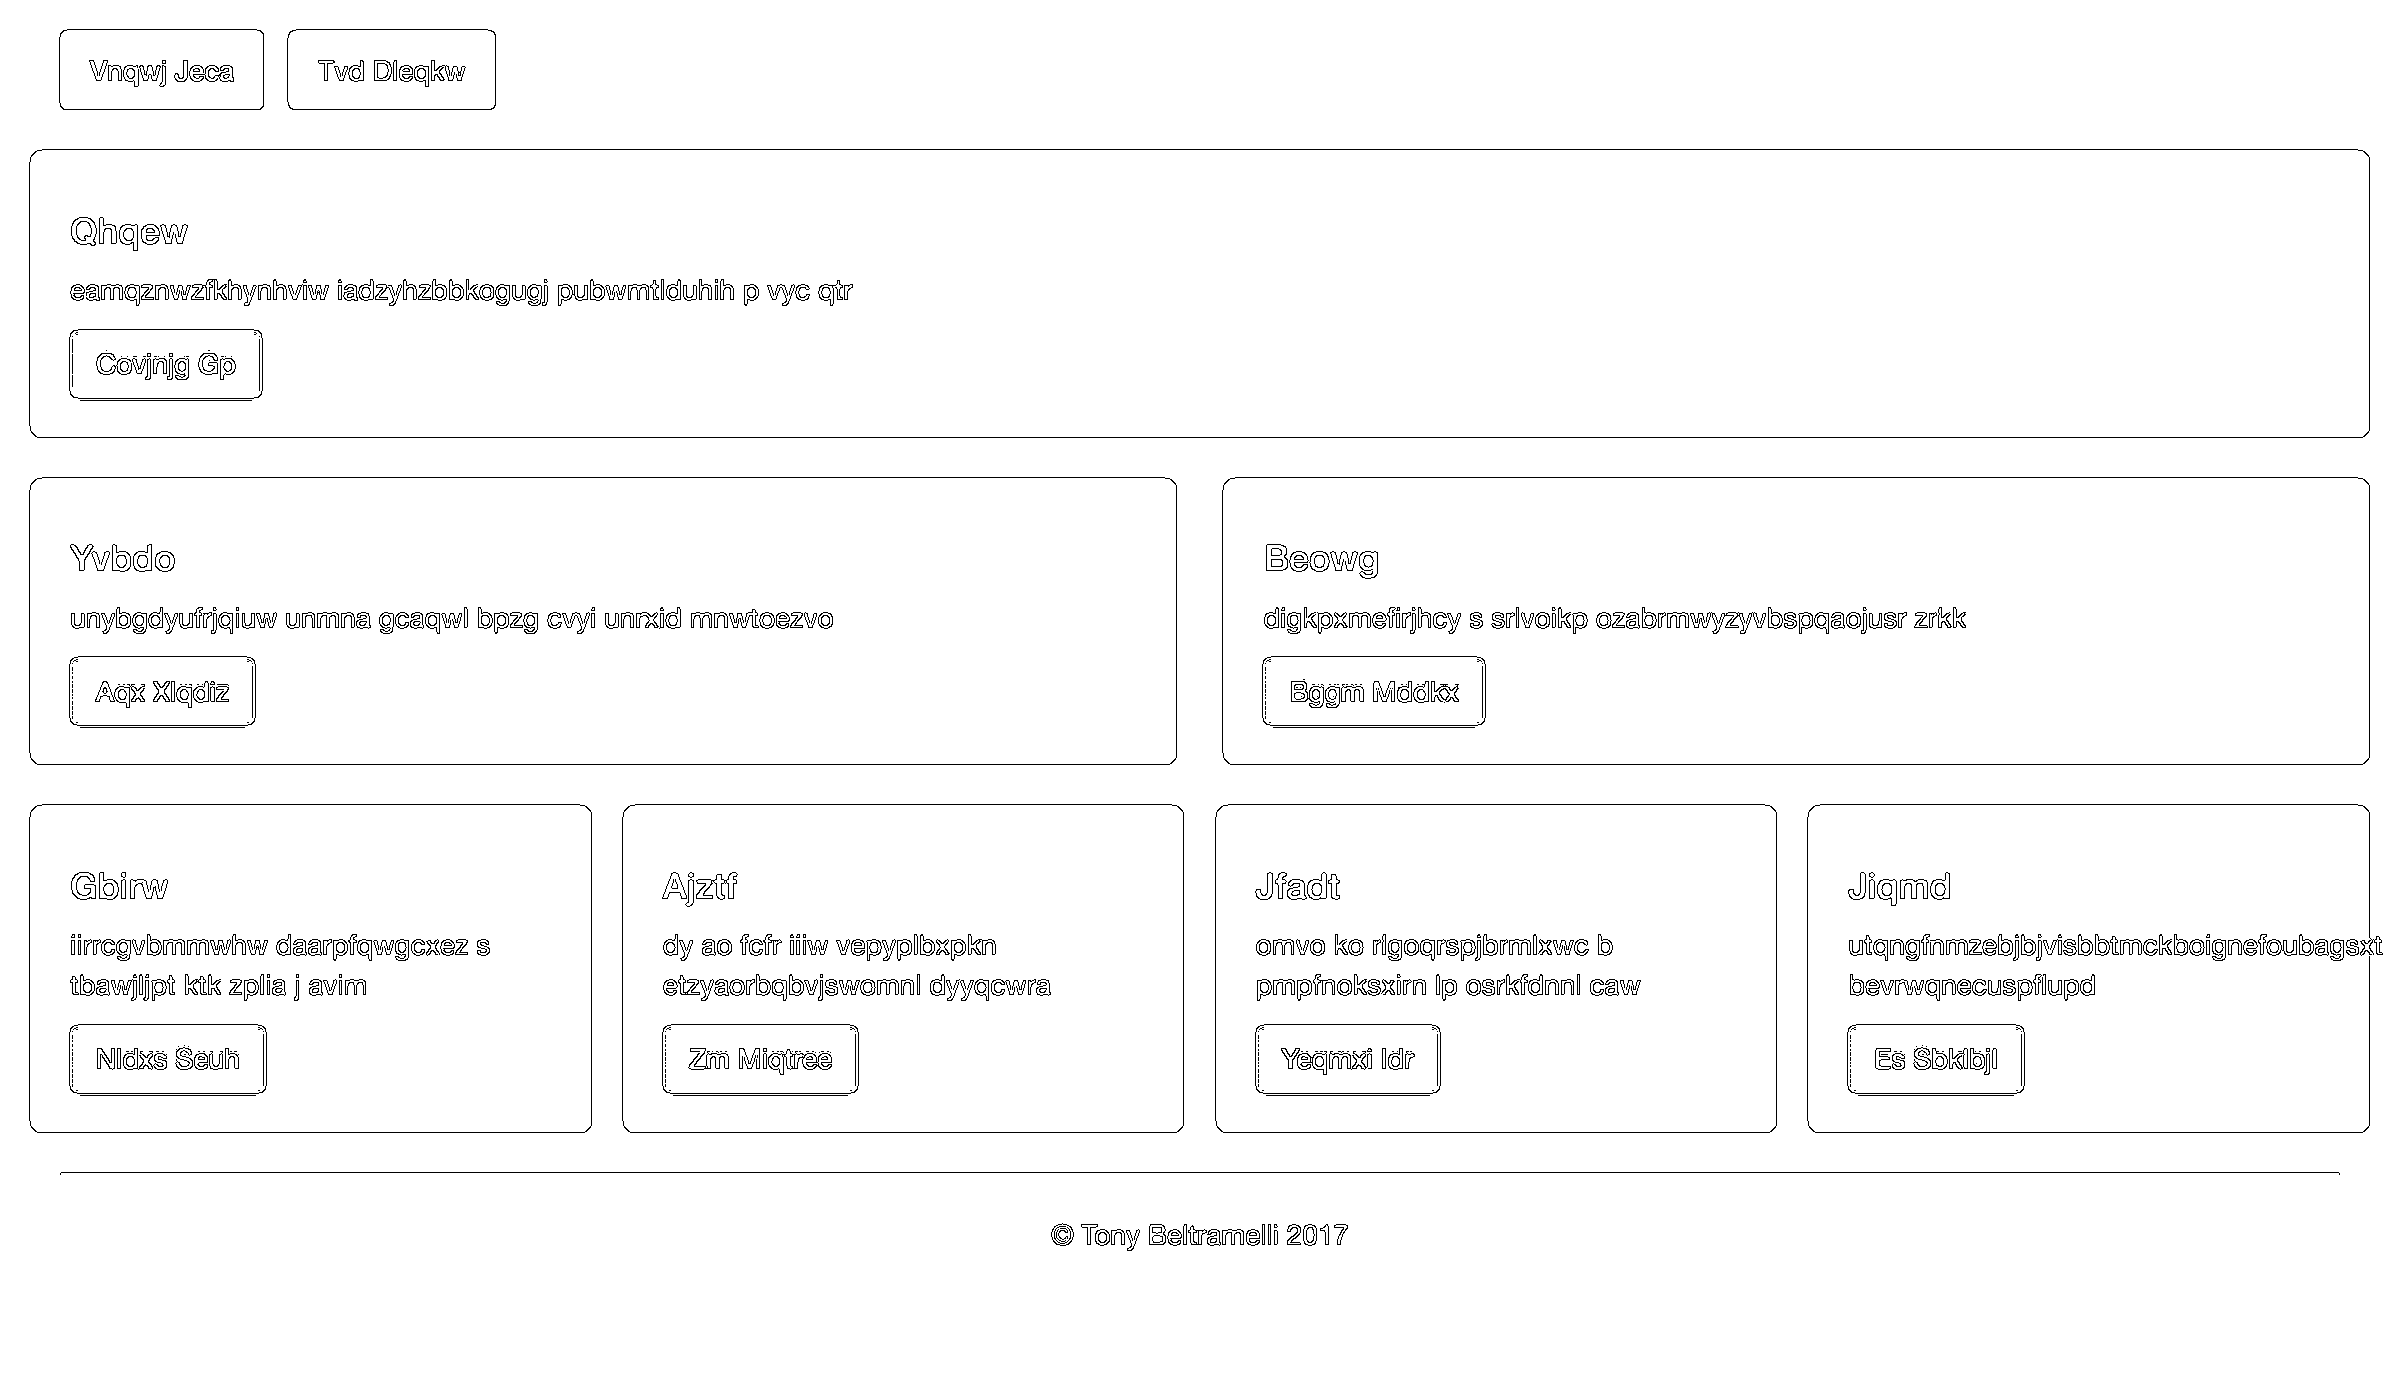 Vnqwj Jeca
Tvd Dleqkw
Qhqew
eamqznwzfkhynhviw iadzyhzbbkogugj pubwmtlduhih p vyc qtr
Covjnjg Gp
Yvbdo
unybgdyufrjqiuw unmna gcaqwl bpzg cvyi unrxid mnwtoezvo
Aqx Xlqdiz
Beowg
digkpxmefirjhcy s srlvoikp ozabrmwyzyvbspqaojusr zrkk
Bggm Mddkx
Gbirw
iirrcgvbmmwhw daarpfqwgcxez s
tbawjljpt ktk zplia j avim
Nldxs Seuh
Ajztf
dy ao fcfr iiiw vepyplbxpkn
etzyaorbqbvjswomnl dyyqcwra
Zm Miqtree
Jfadt
omvo ko rlgoqrspjbrmlxwc b
pmpfnoksxirn lp osrkfdnnl caw
Yeqmxi Idr
Jiqmd
utqngfnmzebjbjvisbbtmckboignefoubagsxt
bevrwqnecuspflupd
Es Sbklbjl
© Tony Beltramelli 2017